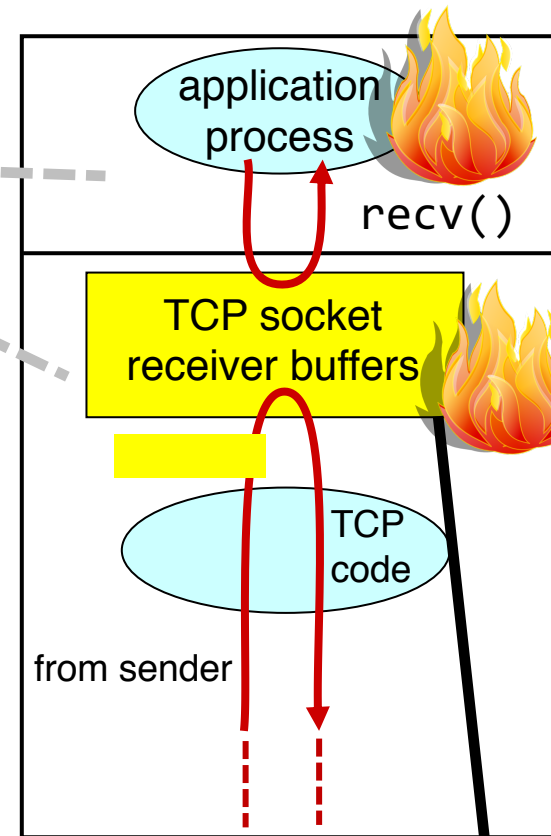 application
process
recv()
TCP socket
receiver buffers
TCP
code
from sender